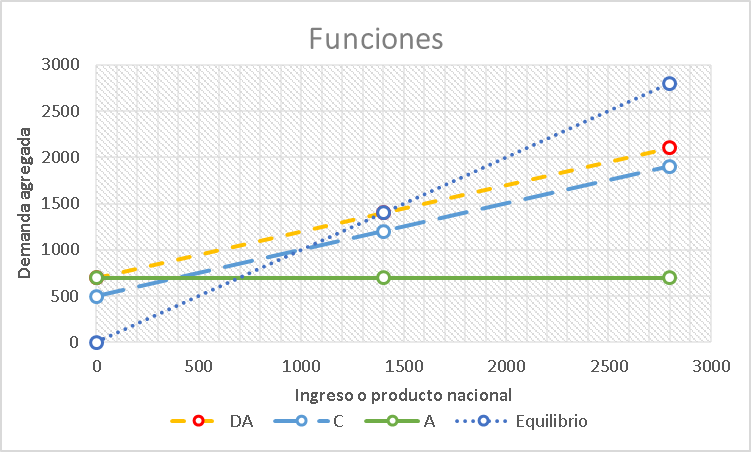 Funciones
Demanda agregada
3000
2500
2000
1500
1000
500
0
0 500 1000 1500 2000 2500 3000
Ingreso o producto nacional
DA C A Equilibrio